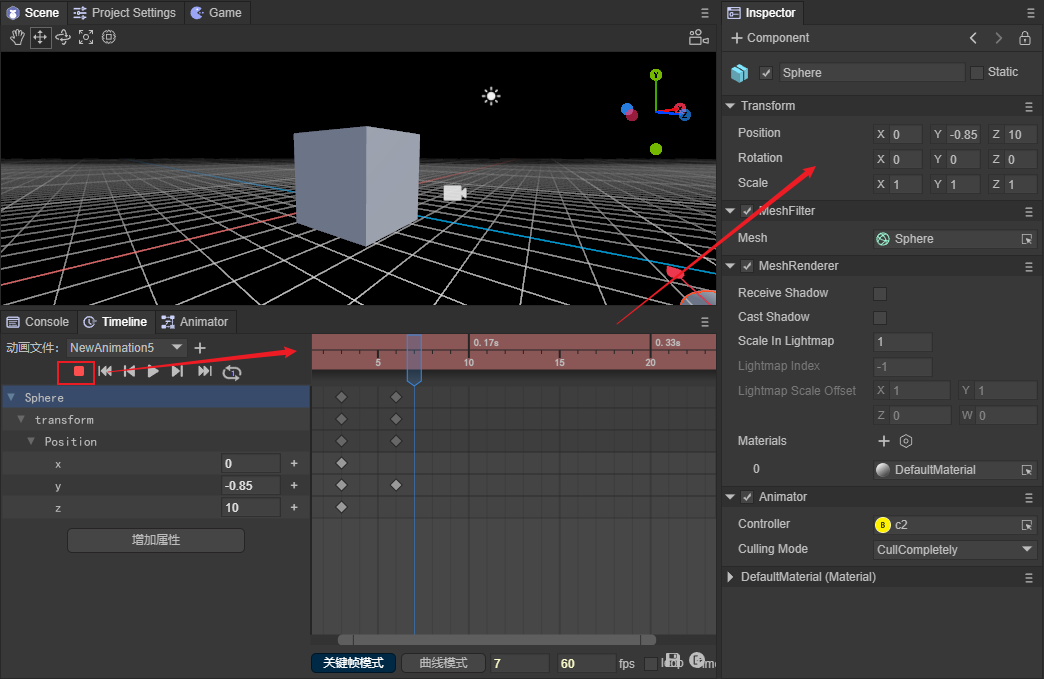 Scene Project Settings Game
Y
X
Z
Console Timeline Animator
动画文件: NewAnimation5
5 10 0.17s 15 20 0.33s
Sphere
transform
Position
x 0 +
y -0.85 +
z 10 +
增加属性
关键帧模式 曲线模式 7 60 fps loop
Inspector
Component
Sphere Static
Transform
Position X 0 Y -0.85 Z 10
Rotation X 0 Y 0 Z 0
Scale X 1 Y 1 Z 1
MeshFilter
Mesh Sphere
MeshRenderer
Receive Shadow
Cast Shadow
Scale In Lightmap 1
Lightmap Index -1
Lightmap Scale Offset X 1 Y 1
Z 0 W 0
Materials
0 DefaultMaterial
Animator
Controller B c2
Culling Mode CullCompletely
DefaultMaterial (Material)